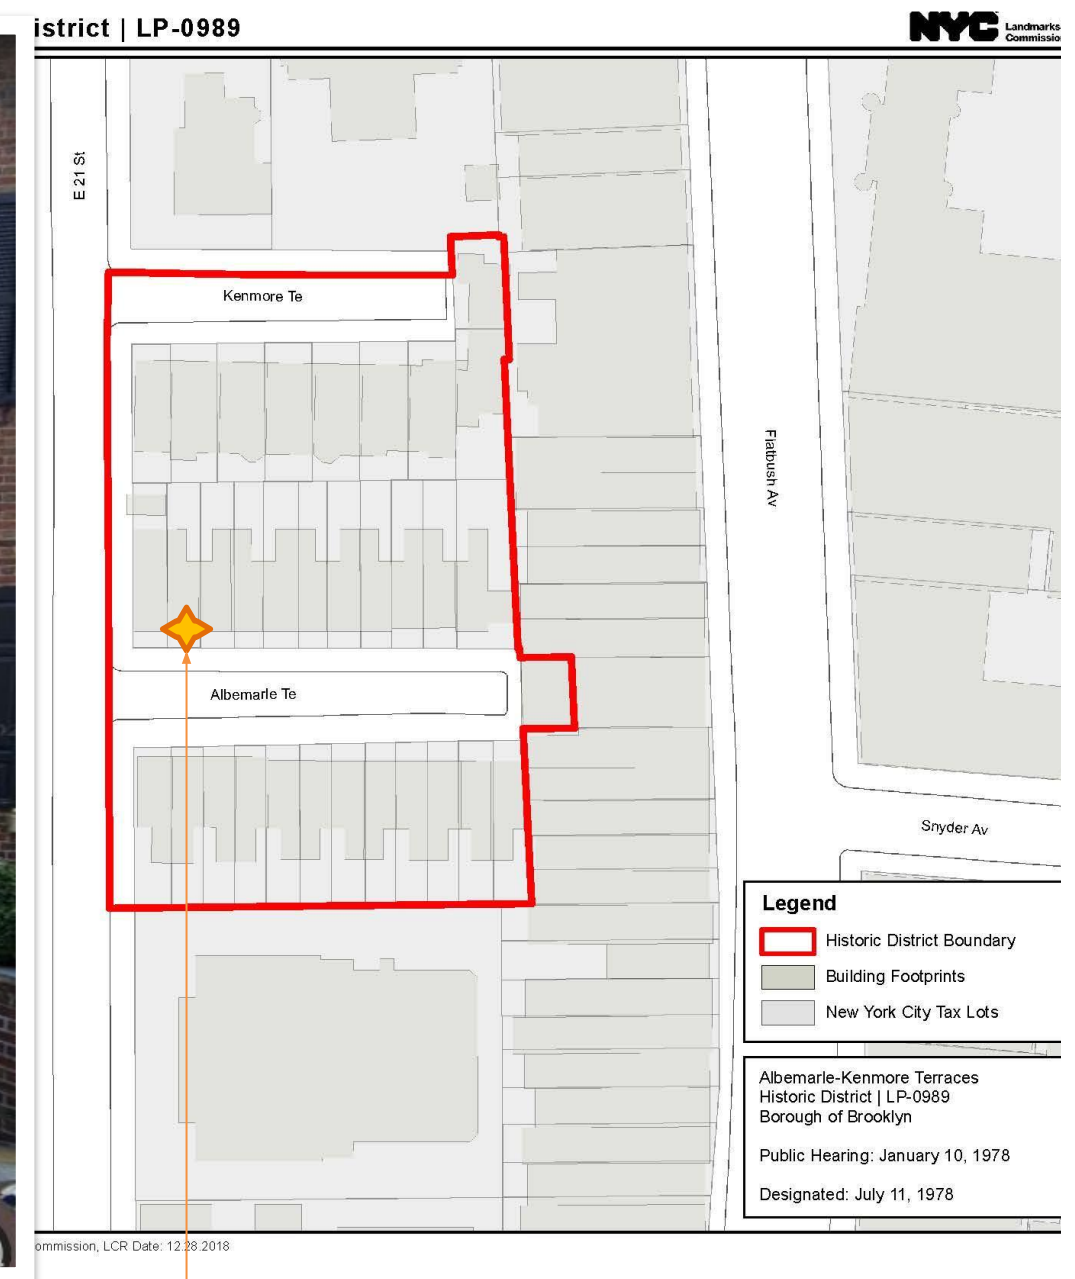 istrict | LP-0989
NYC
Landmarks
Commissio
E 21 St
Kenmore Te
Flatbush Av
Albemarle Te
Snyder Av
Legend
Historic District Boundary
Building Footprints
New York City Tax Lots
Albemarle-Kenmore Terraces
Historic District | LP-0989
Borough of Brooklyn
Public Hearing: January 10, 1978
Designated: July 11, 1978
ommission, LCR Date: 12.28.2018